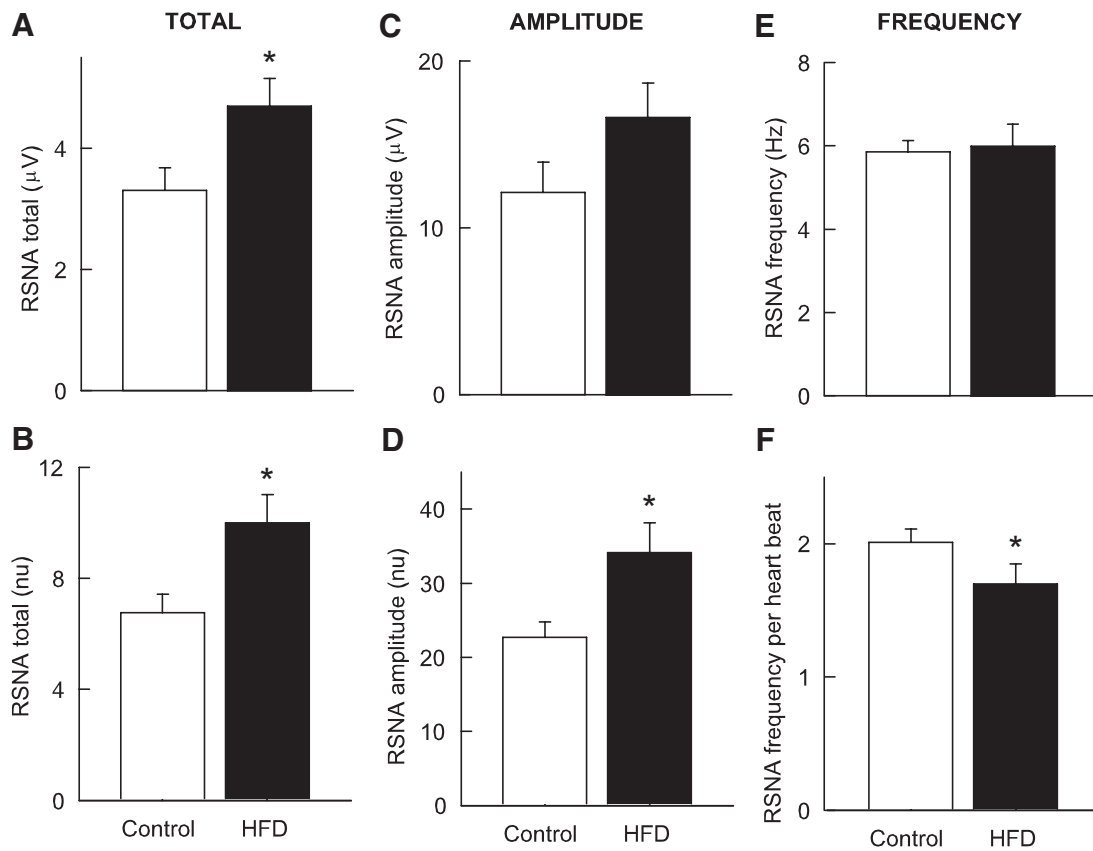 A
TOTAL
*
4
2
0
RSNA total (μV)
C
AMPLITUDE
20
10
0
RSNA amplitude (μV)
E
FREQUENCY
8
6
4
2
0
RSNA frequency (Hz)
B
*
12
8
4
0
RSNA total (nu)
Control
HFD
D
*
40
30
20
10
0
RSNA amplitude (nu)
Control
HFD
F
*
2
1
0
RSNA frequency per heart beat
Control
HFD